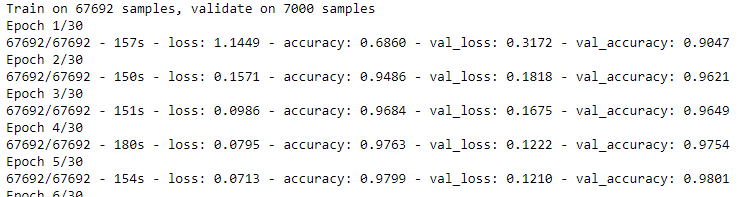 Train on 67692 samples, validate on 7000 samples
Epoch 1/30
67692/67692 - 157s - loss: 1.1449 - accuracy: 0.6860 - val_loss: 0.3172 - val_accuracy: 0.9047
Epoch 2/30
67692/67692 - 150s - loss: 0.1571 - accuracy: 0.9486 - val_loss: 0.1818 - val_accuracy: 0.9621
Epoch 3/30
67692/67692 - 151s - loss: 0.0986 - accuracy: 0.9684 - val_loss: 0.1675 - val_accuracy: 0.9649
Epoch 4/30
67692/67692 - 180s - loss: 0.0795 - accuracy: 0.9763 - val_loss: 0.1222 - val_accuracy: 0.9754
Epoch 5/30
67692/67692 - 154s - loss: 0.0713 - accuracy: 0.9799 - val_loss: 0.1210 - val_accuracy: 0.9801
Epoch 6/30